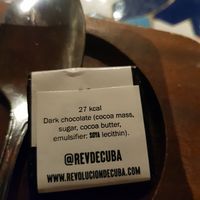 27 kcal
Dark chocolate (cocoa mass,
sugar, cocoa butter,
emulsifier: SOYA lecithin).
@REVDECUBA
WWW.REVOLUCIONDECUBA.COM